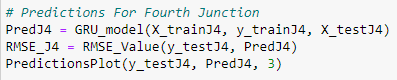 # Predictions For Fourth Junction
PredJ4 = GRU_model(X_trainJ4, y_trainJ4, X_testJ4)
RMSE_J4 = RMSE_Value(y_testJ4, PredJ4)
PredictionsPlot(y_testJ4, PredJ4, 3)